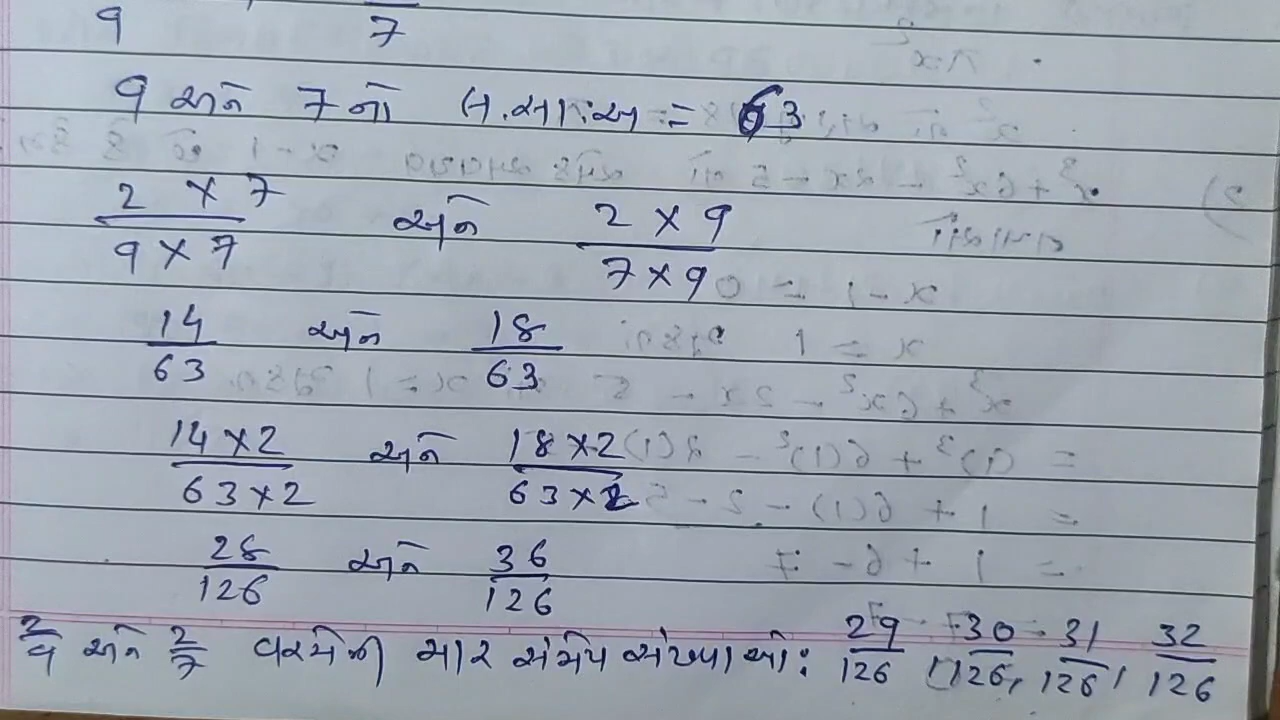 9 7
9 અને 7 નો લ.સા.અ = 63
2 × 7 / 9 × 7 અને 2 × 9 / 7 × 9
14/63 અને 18/63
14 × 2 / 63 × 2 અને 18 × 2 / 63 × 2
28/126 અને 36/126
2/9 અને 2/7 વચ્ચેની ચાર સંમેય સંખ્યાઓ: 29/126, 30/126, 31/126, 32/126